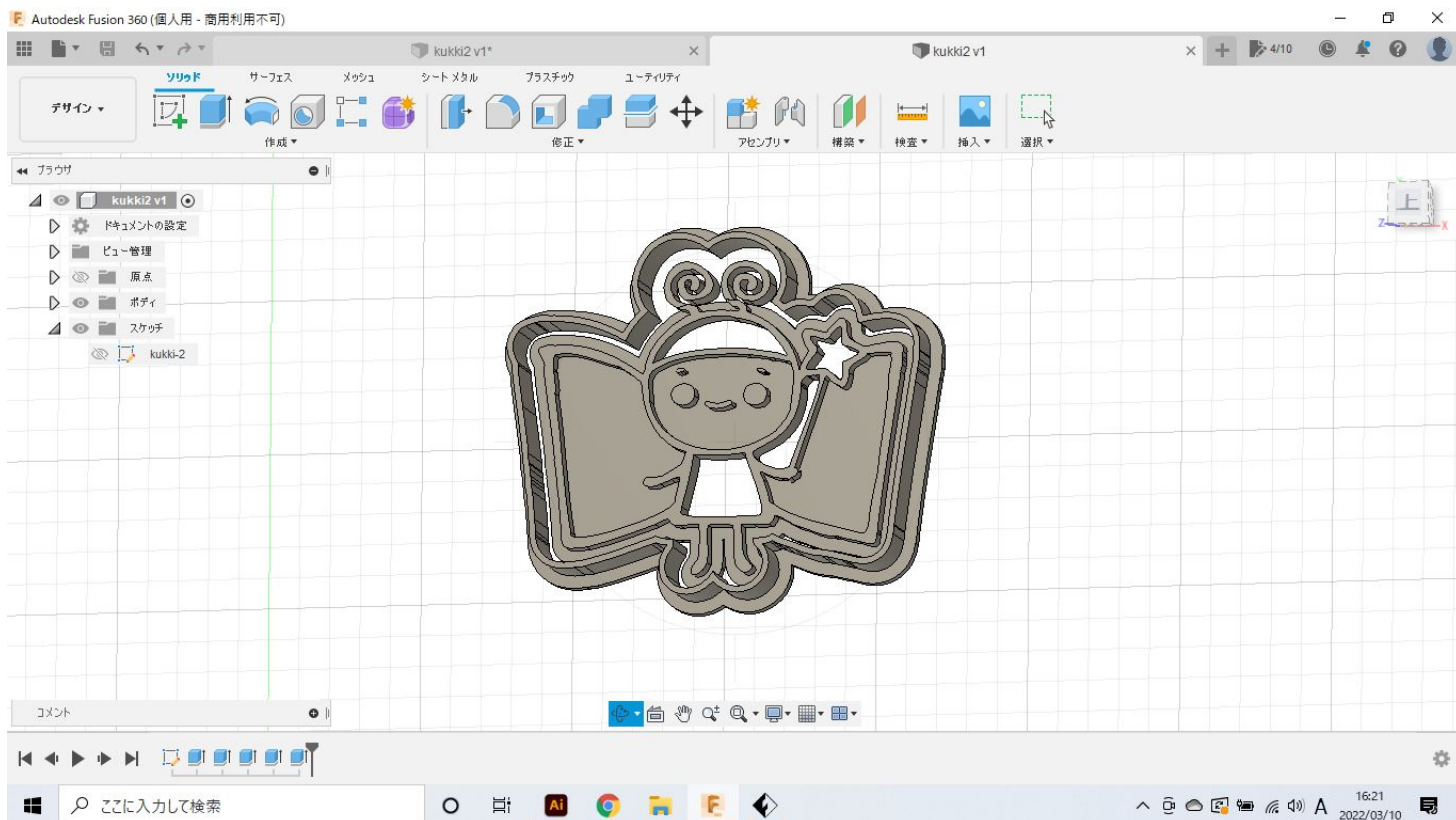 Autodesk Fusion 360 (個人用 - 商用利用不可)
kukki2 v1*
kukki2 v1
4/10
ソリッド サーフェス メッシュ シート メタル プラスチック ユーティリティ
デザイン
作成 修正 アセンブリ 構築 検査 挿入 選択
ブラウザ
kukki2 v1
ドキュメントの設定
ビュー管理
原点
ボディ
スケッチ
kukki-2
上
Z
X
コメント
ここに入力して検索
Ai
A
16:21
2022/03/10